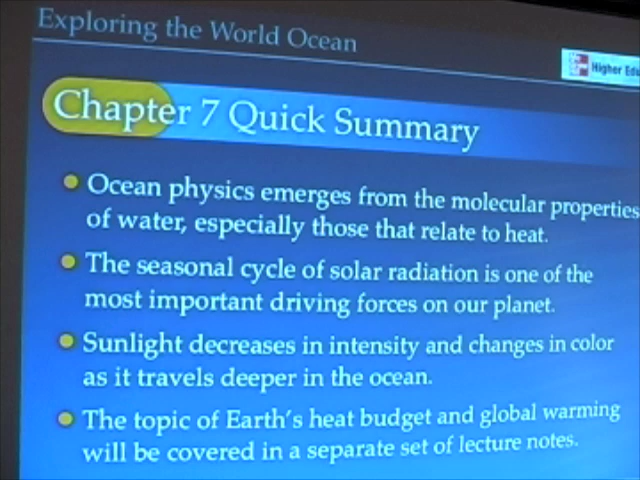 Exploring the World Ocean
Higher Edu
Chapter 7 Quick Summary
Ocean physics emerges from the molecular properties
of water, especially those that relate to heat.
The seasonal cycle of solar radiation is one of the
most important driving forces on our planet.
Sunlight decreases in intensity and changes in color
as it travels deeper in the ocean.
The topic of Earth's heat budget and global warming
will be covered in a separate set of lecture notes.